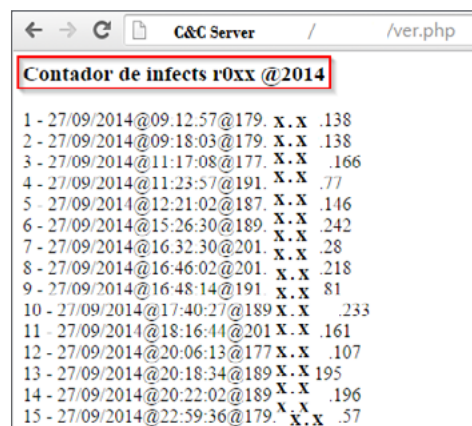 C&C Server / /ver.php
Contador de infects r0xx @2014
1 - 27/09/2014@09.12:57@179. x.x .138
2 - 27/09/2014@09:18:03@179. x.x .138
3 - 27/09/2014@11:17:08@177. x.x .166
4 - 27/09/2014@11:23:57@191. x.x .77
5 - 27/09/2014@12:21:02@187. x.x .146
6 - 27/09/2014@15:26:30@189. x.x .242
7 - 27/09/2014@16.32.30@201. x.x .28
8 - 27/09/2014@16:46:02@201. x.x .218
9 - 27/09/2014@16:48:14@191. x.x 81
10 - 27/09/2014@17:40:27@189 x.x .233
11 - 27/09/2014@18:16:44@201 x.x .161
12 - 27/09/2014@20:06:13@177 x.x .107
13 - 27/09/2014@20:18:34@189 x.x 195
14 - 27/09/2014@20:22:02@189 x.x .196
15 - 27/09/2014@22:59:36@179. x.x .57